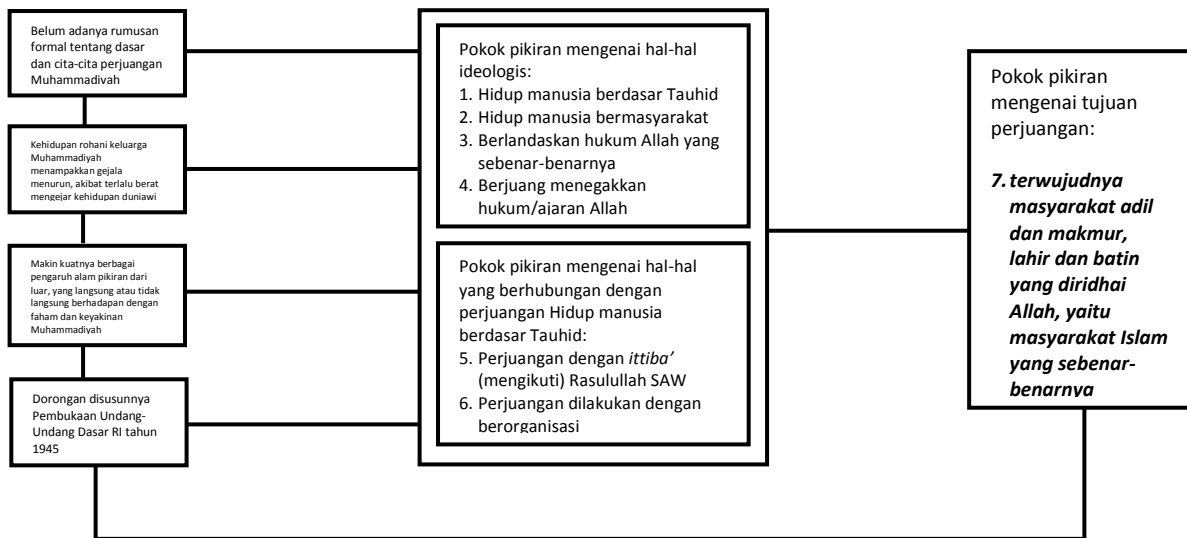 Belum adanya rumusan
formal tentang dasar
dan cita-cita perjuangan
Muhammadiyah
Kehidupan rohani keluarga
Muhammadiyah
menampakkan gejala
menurun, akibat terlalu berat
mengejar kehidupan duniawi
Makin kuatnya berbagai
pengaruh alam pikiran dari
luar, yang langsung atau tidak
langsung berhadapan dengan
faham dan keyakinan
Muhammadiyah
Dorongan disusunnya
Pembukaan Undang-
Undang Dasar RI tahun
1945
Pokok pikiran mengenai hal-hal
ideologis:
1. Hidup manusia berdasar Tauhid
2. Hidup manusia bermasyarakat
3. Berlandaskan hukum Allah yang
sebenar-benarnya
4. Berjuang menegakkan
hukum/ajaran Allah
Pokok pikiran mengenai hal-hal
yang berhubungan dengan
perjuangan Hidup manusia
berdasar Tauhid:
5. Perjuangan dengan ittiba’
(mengikuti) Rasulullah SAW
6. Perjuangan dilakukan dengan
berorganisasi
Pokok pikiran
mengenai tujuan
perjuangan:
7. terwujudnya
masyarakat adil
dan makmur,
lahir dan batin
yang diridhai
Allah, yaitu
masyarakat Islam
yang sebenar-
benarnya